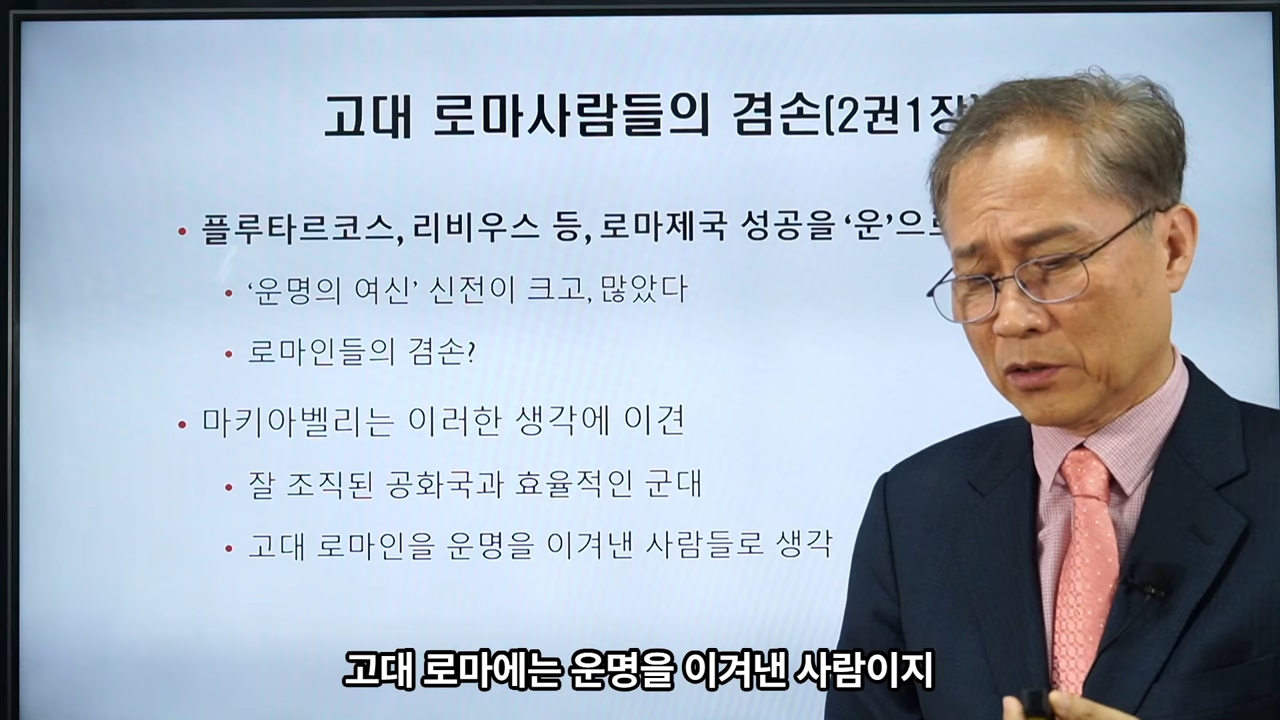 고대 로마사람들의 겸손(2권1장
• 플루타르코스, 리비우스 등, 로마제국 성공을 ‘운’으로
• ‘운명의 여신’ 신전이 크고, 많았다
• 로마인들의 겸손?
• 마키아벨리는 이러한 생각에 이견
• 잘 조직된 공화국과 효율적인 군대
• 고대 로마인을 운명을 이겨낸 사람들로 생각
고대 로마에는 운명을 이겨낸 사람이지